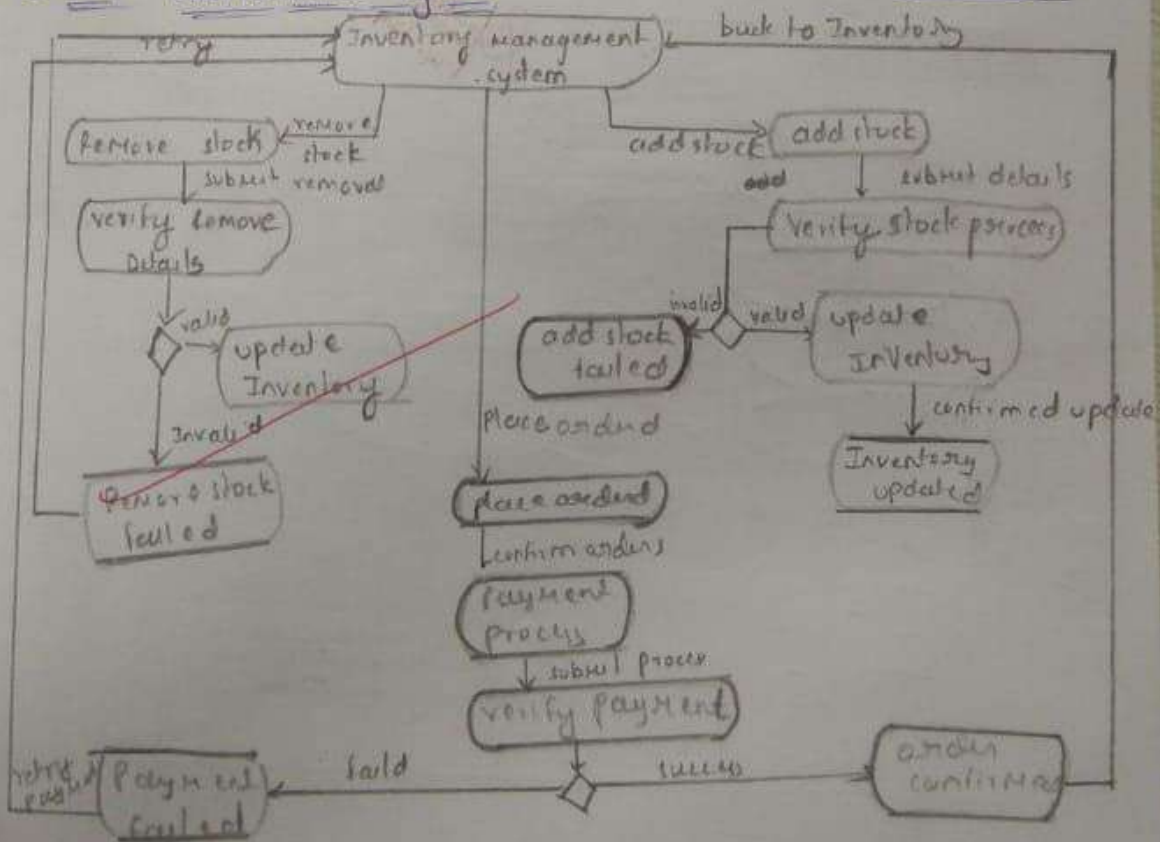 retry
Inventory Management
system
back to Inventory
Remove stock
remove
stock
add stock
add stock
submit removal
add
submit details
verify Remove
Details
Verify stock process
valid
update
Inventory
invalid
valid
add stock
failed
update
Inventory
Invalid
place orderd
confirmed update
Remove stock
failed
Inventory
updated
place orderd
confirm orders
Payment
process
submit process
verify payment
faild
success
order
confirmed
retry
Payment
failed